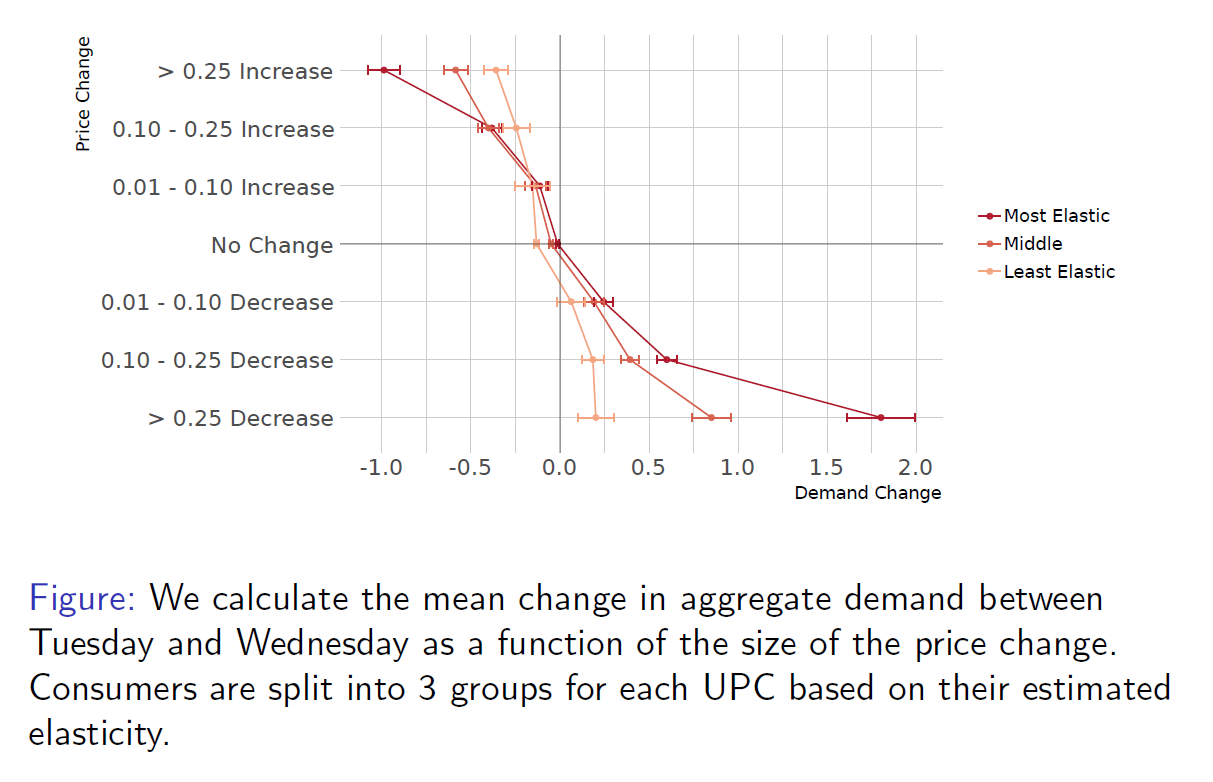 Price Change
> 0.25 Increase
0.10 - 0.25 Increase
0.01 - 0.10 Increase
No Change
0.01 - 0.10 Decrease
0.10 - 0.25 Decrease
> 0.25 Decrease
-1.0 -0.5 0.0 0.5 1.0 1.5 2.0
Demand Change
Most Elastic
Middle
Least Elastic
Figure: We calculate the mean change in aggregate demand between
Tuesday and Wednesday as a function of the size of the price change.
Consumers are split into 3 groups for each UPC based on their estimated
elasticity.